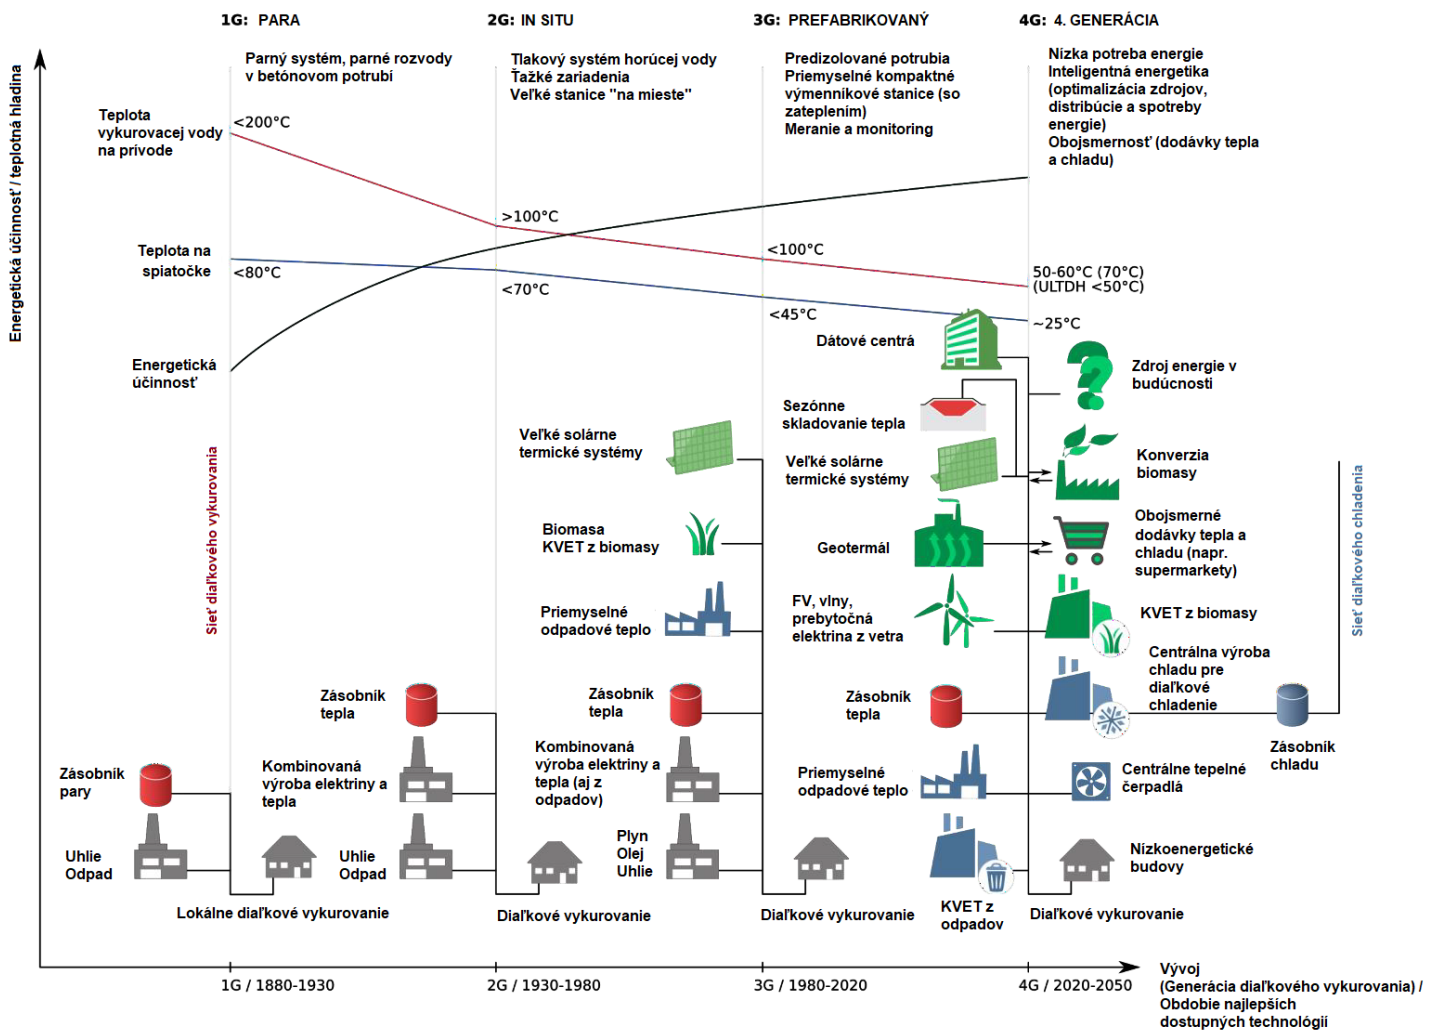 1G: PARA
2G: IN SITU
3G: PREFABRIKOVANÝ
4G: 4. GENERÁCIA
Parný systém, parné rozvody
v betónovom potrubí
Tlakový systém horúcej vody
Ťažké zariadenia
Veľké stanice "na mieste"
Predizolované potrubia
Priemyselné kompaktné
výmenníkové stanice (so
zateplením)
Meranie a monitoring
Nízka potreba energie
Inteligentná energetika
(optimalizácia zdrojov,
distribúcie a spotreby
energie)
Obojsmernosť (dodávky tepla
a chladu)
Energetická účinnosť / teplotná hladina
Teplota
vykurovacej vody
na prívode
<200°C
>100°C
<100°C
50-60°C (70°C)
(ULTDH <50°C)
Teplota na
spiatočke
<80°C
<70°C
<45°C
~25°C
Energetická
účinnosť
Sieť diaľkového vykurovania
Sieť diaľkového chladenia
Zásobník
pary
Uhlie
Odpad
Lokálne diaľkové vykurovanie
Zásobník
tepla
Kombinovaná
výroba elektriny a
tepla
Uhlie
Odpad
Diaľkové vykurovanie
Veľké solárne
termické systémy
Biomasa
KVET z biomasy
Priemyselné
odpadové teplo
Zásobník
tepla
Kombinovaná
výroba elektriny a
tepla (aj z
odpadov)
Plyn
Olej
Uhlie
Diaľkové vykurovanie
Dátové centrá
Sezónne
skladovanie tepla
Veľké solárne
termické systémy
Geotermál
FV, vlny,
prebytočná
elektrina z vetra
Zásobník
tepla
Priemyselné
odpadové teplo
KVET z
odpadov
Zdroj energie v
budúcnosti
Konverzia
biomasy
Obojsmerné
dodávky tepla a
chladu (napr.
supermarkety)
KVET z biomasy
Centrálna výroba
chladu pre
diaľkové
chladenie
Zásobník
chladu
Centrálne tepelné
čerpadlá
Nízkoenergetické
budovy
Diaľkové vykurovanie
1G / 1880-1930
2G / 1930-1980
3G / 1980-2020
4G / 2020-2050
Vývoj
(Generácia diaľkového vykurovania) /
Obdobie najlepších
dostupných technológií